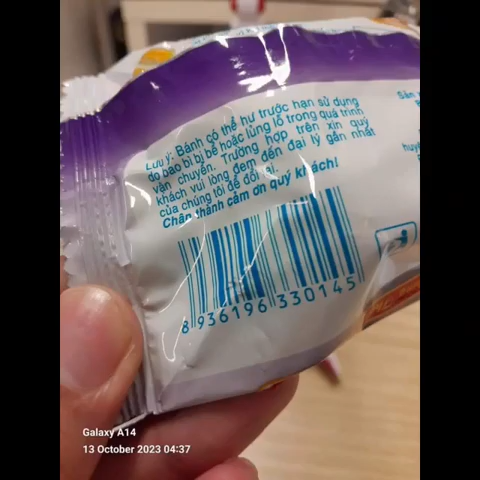 Lưu ý: Bánh có thể hư trước hạn sử dụng
do bao bì bị bể hoặc lủng lỗ trong quá trình
vận chuyển. Trường hợp trên xin quý
khách vui lòng đem đến đại lý gần nhất
của chúng tôi để đổi lại.
Chân thành cảm ơn quý khách!
8 936196 330145
Galaxy A14
13 October 2023 04:37